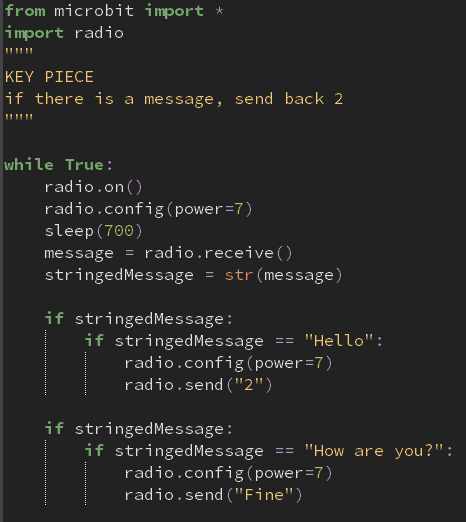 from microbit import *
import radio
"""
KEY PIECE
if there is a message, send back 2
"""

while True:
    radio.on()
    radio.config(power=7)
    sleep(700)
    message = radio.receive()
    stringedMessage = str(message)

    if stringedMessage:
        if stringedMessage == "Hello":
            radio.config(power=7)
            radio.send("2")

    if stringedMessage:
        if stringedMessage == "How are you?":
            radio.config(power=7)
            radio.send("Fine")